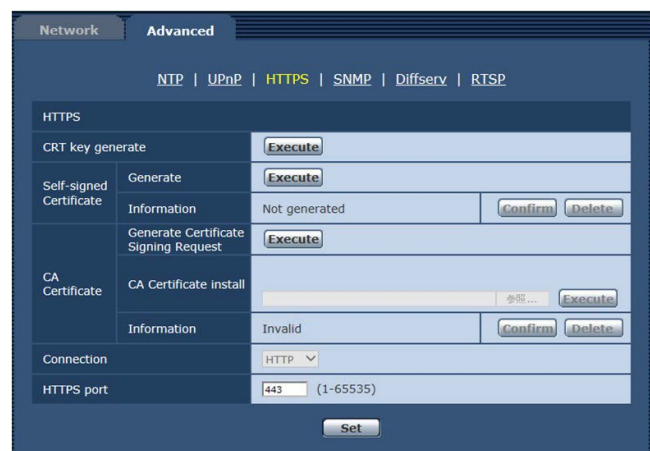 Network Advanced
NTP | UPnP | HTTPS | SNMP | Diffserv | RTSP
HTTPS
CRT key generate Execute
Self-signed Certificate
Generate Execute
Information Not generated Confirm Delete
CA Certificate
Generate Certificate Signing Request Execute
CA Certificate install 参照... Execute
Information Invalid Confirm Delete
Connection HTTP
HTTPS port 443 (1-65535)
Set